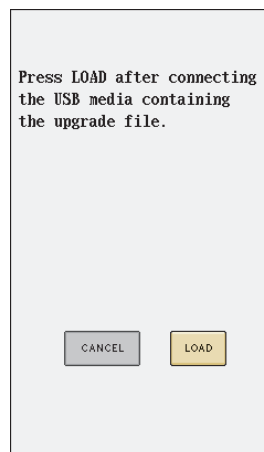 Press LOAD after connecting
the USB media containing
the upgrade file.
CANCEL LOAD